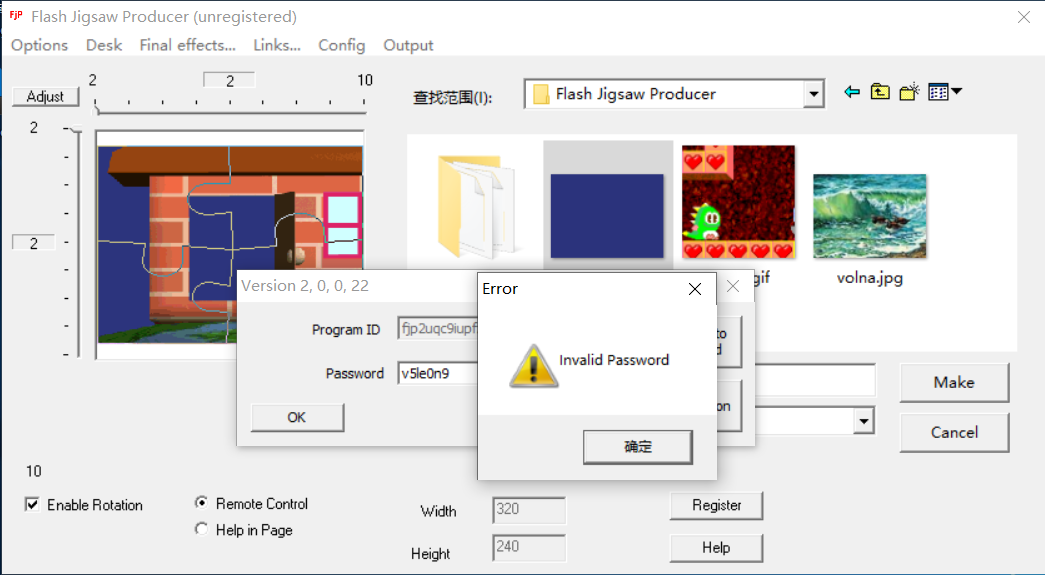 FJP Flash Jigsaw Producer (unregistered)
Options Desk Final effects... Links... Config Output
Adjust
2 2 10
查找范围(I): Flash Jigsaw Producer
2
2
10
gif
volna.jpg
Version 2, 0, 0, 22
Program ID fjp2uqc9iupf
Password v5le0n9
OK
to
d
on
Error
Invalid Password
确定
Make
Cancel
Enable Rotation
Remote Control
Help in Page
Width 320
Height 240
Register
Help